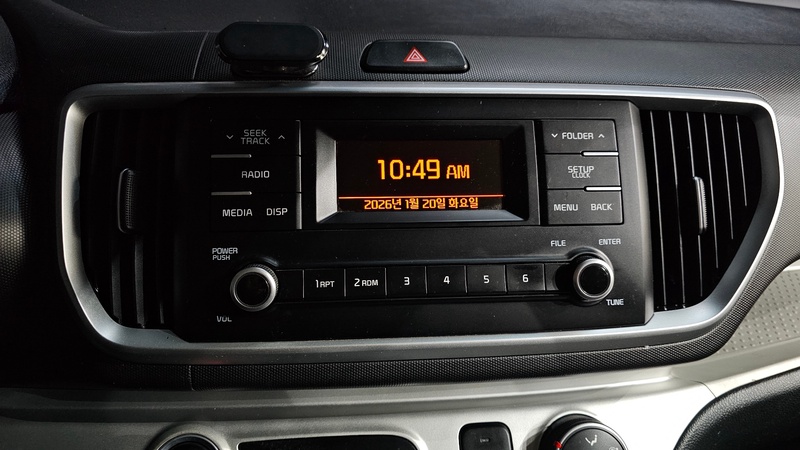 SEEK
TRACK
RADIO
MEDIA DISP
10:49 AM
2026년 1월 20일 화요일
FOLDER
SETUP
CLOCK
MENU BACK
POWER
PUSH
VOL
1 RPT 2 RDM 3 4 5 6
FILE ENTER
TUNE